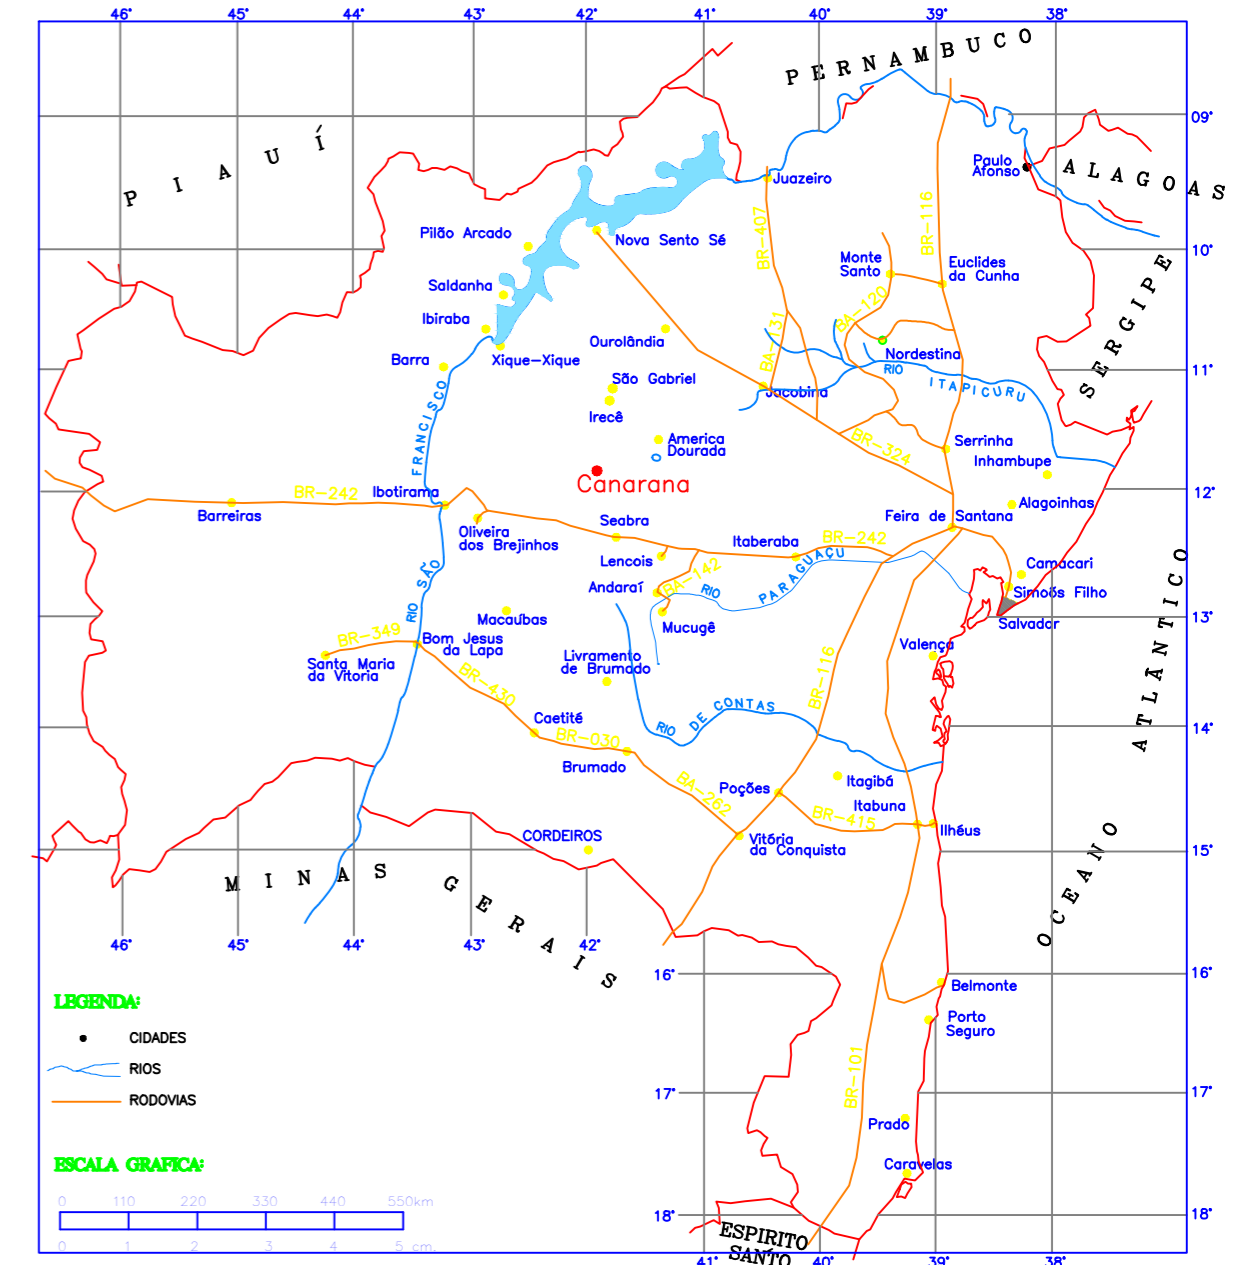 46° 45° 44° 43° 42° 41° 40° 39° 38°
PERNAMBUCO
09°
PIAUÍ
Paulo
Afonso
ALAGOAS
Juazeiro
BR-407
BR-116
Pilão Arcado
Nova Sento Sé
10°
Monte
Santo
Euclides
da Cunha
SERGIPE
Saldanha
BA-120
Ibiraba
Ourolândia
BA-131
Nordestina
Xique-Xique
Barra
RIO ITAPICURU
11°
São Gabriel
Jacobina
Irecê
FRANCISCO
America
Dourada
BR-324
Serrinha
Inhambupe
Canarana
BR-242
Ibotirama
12°
Barreiras
Alagoinhas
Feira de Santana
Seabra
Oliveira
dos Brejinhos
Itaberaba
BR-242
Lencois
Camacari
RIO SÃO
Andaraí
BA-142
RIO PARAGUAÇU
Simoôs Filho
13°
Macaúbas
Mucugê
Salvador
BR-349
Bom Jesus
da Lapa
Valença
Santa Maria
da Vitoria
Livramento
de Brumado
BR-116
BR-430
OCEANO ATLÂNTICO
Caetité
RIO DE CONTAS
14°
BR-030
Brumado
BA-262
Poções
Itagibá
Itabuna
BR-415
Ilhéus
CORDEIROS
Vitória
da Conquista
15°
MINAS GERAIS
46° 45° 44° 43° 42°
16° 16°
Belmonte
Porto
Seguro
LEGENDA:
CIDADES
RIOS
RODOVIAS
BR-101
17° 17°
Prado
ESCALA GRAFICA:
Caravelas
0 110 220 330 440 550km
0 1 2 3 4 5 cm.
18° 18°
ESPIRITO
SANTO
41° 40° 39° 38°